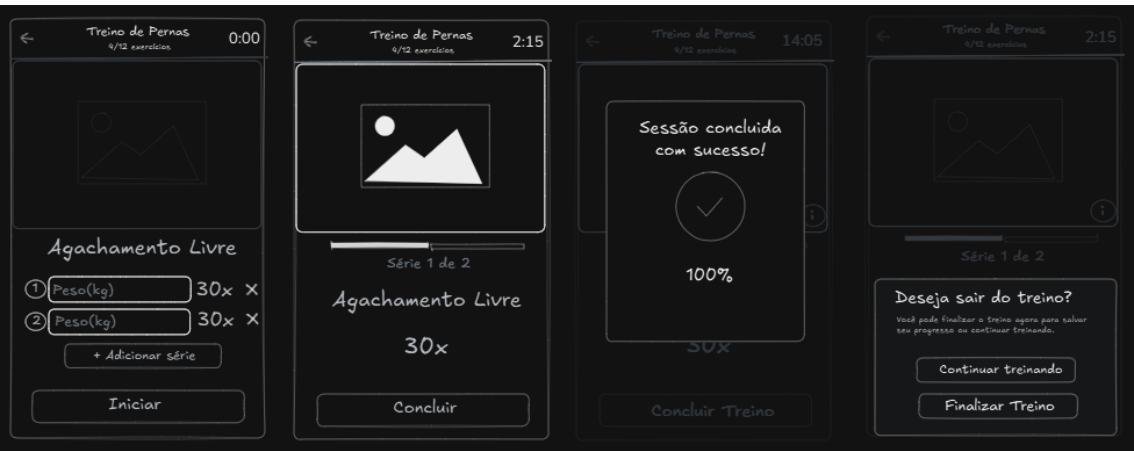 Treino de Pernas
4/12 exercícios
0:00
Agachamento Livre
1 Peso(kg) 30x ×
2 Peso(kg) 30x ×
+ Adicionar série
Iniciar
Treino de Pernas
4/12 exercícios
2:15
Série 1 de 2
Agachamento Livre
30x
Concluir
Treino de Pernas
4/12 exercícios
14:05
Sessão concluida
com sucesso!
100%
i
30x
Concluir Treino
Treino de Pernas
4/12 exercícios
2:15
i
Série 1 de 2
Deseja sair do treino?
Você pode finalizar o treino agora para salvar
seu progresso ou continuar treinando.
Continuar treinando
Finalizar Treino